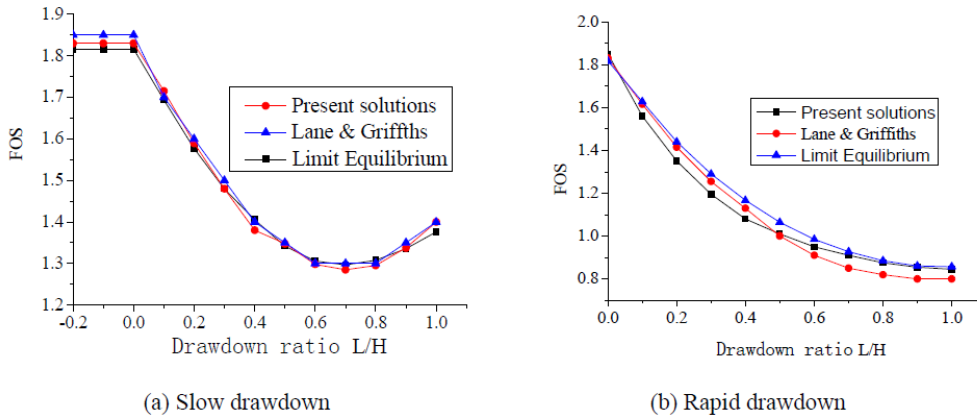 1.9
1.8
1.7
1.6
1.5
1.4
1.3
1.2
FOS
-0.2 0.0 0.2 0.4 0.6 0.8 1.0
Drawdown ratio L/H
Present solutions
Lane & Griffths
Limit Equilibrium
(a) Slow drawdown
2.0
1.8
1.6
1.4
1.2
1.0
0.8
FOS
0.0 0.2 0.4 0.6 0.8 1.0
Drawdown ratio L/H
Present solutions
Lane & Griffiths
Limit Equilibrium
(b) Rapid drawdown